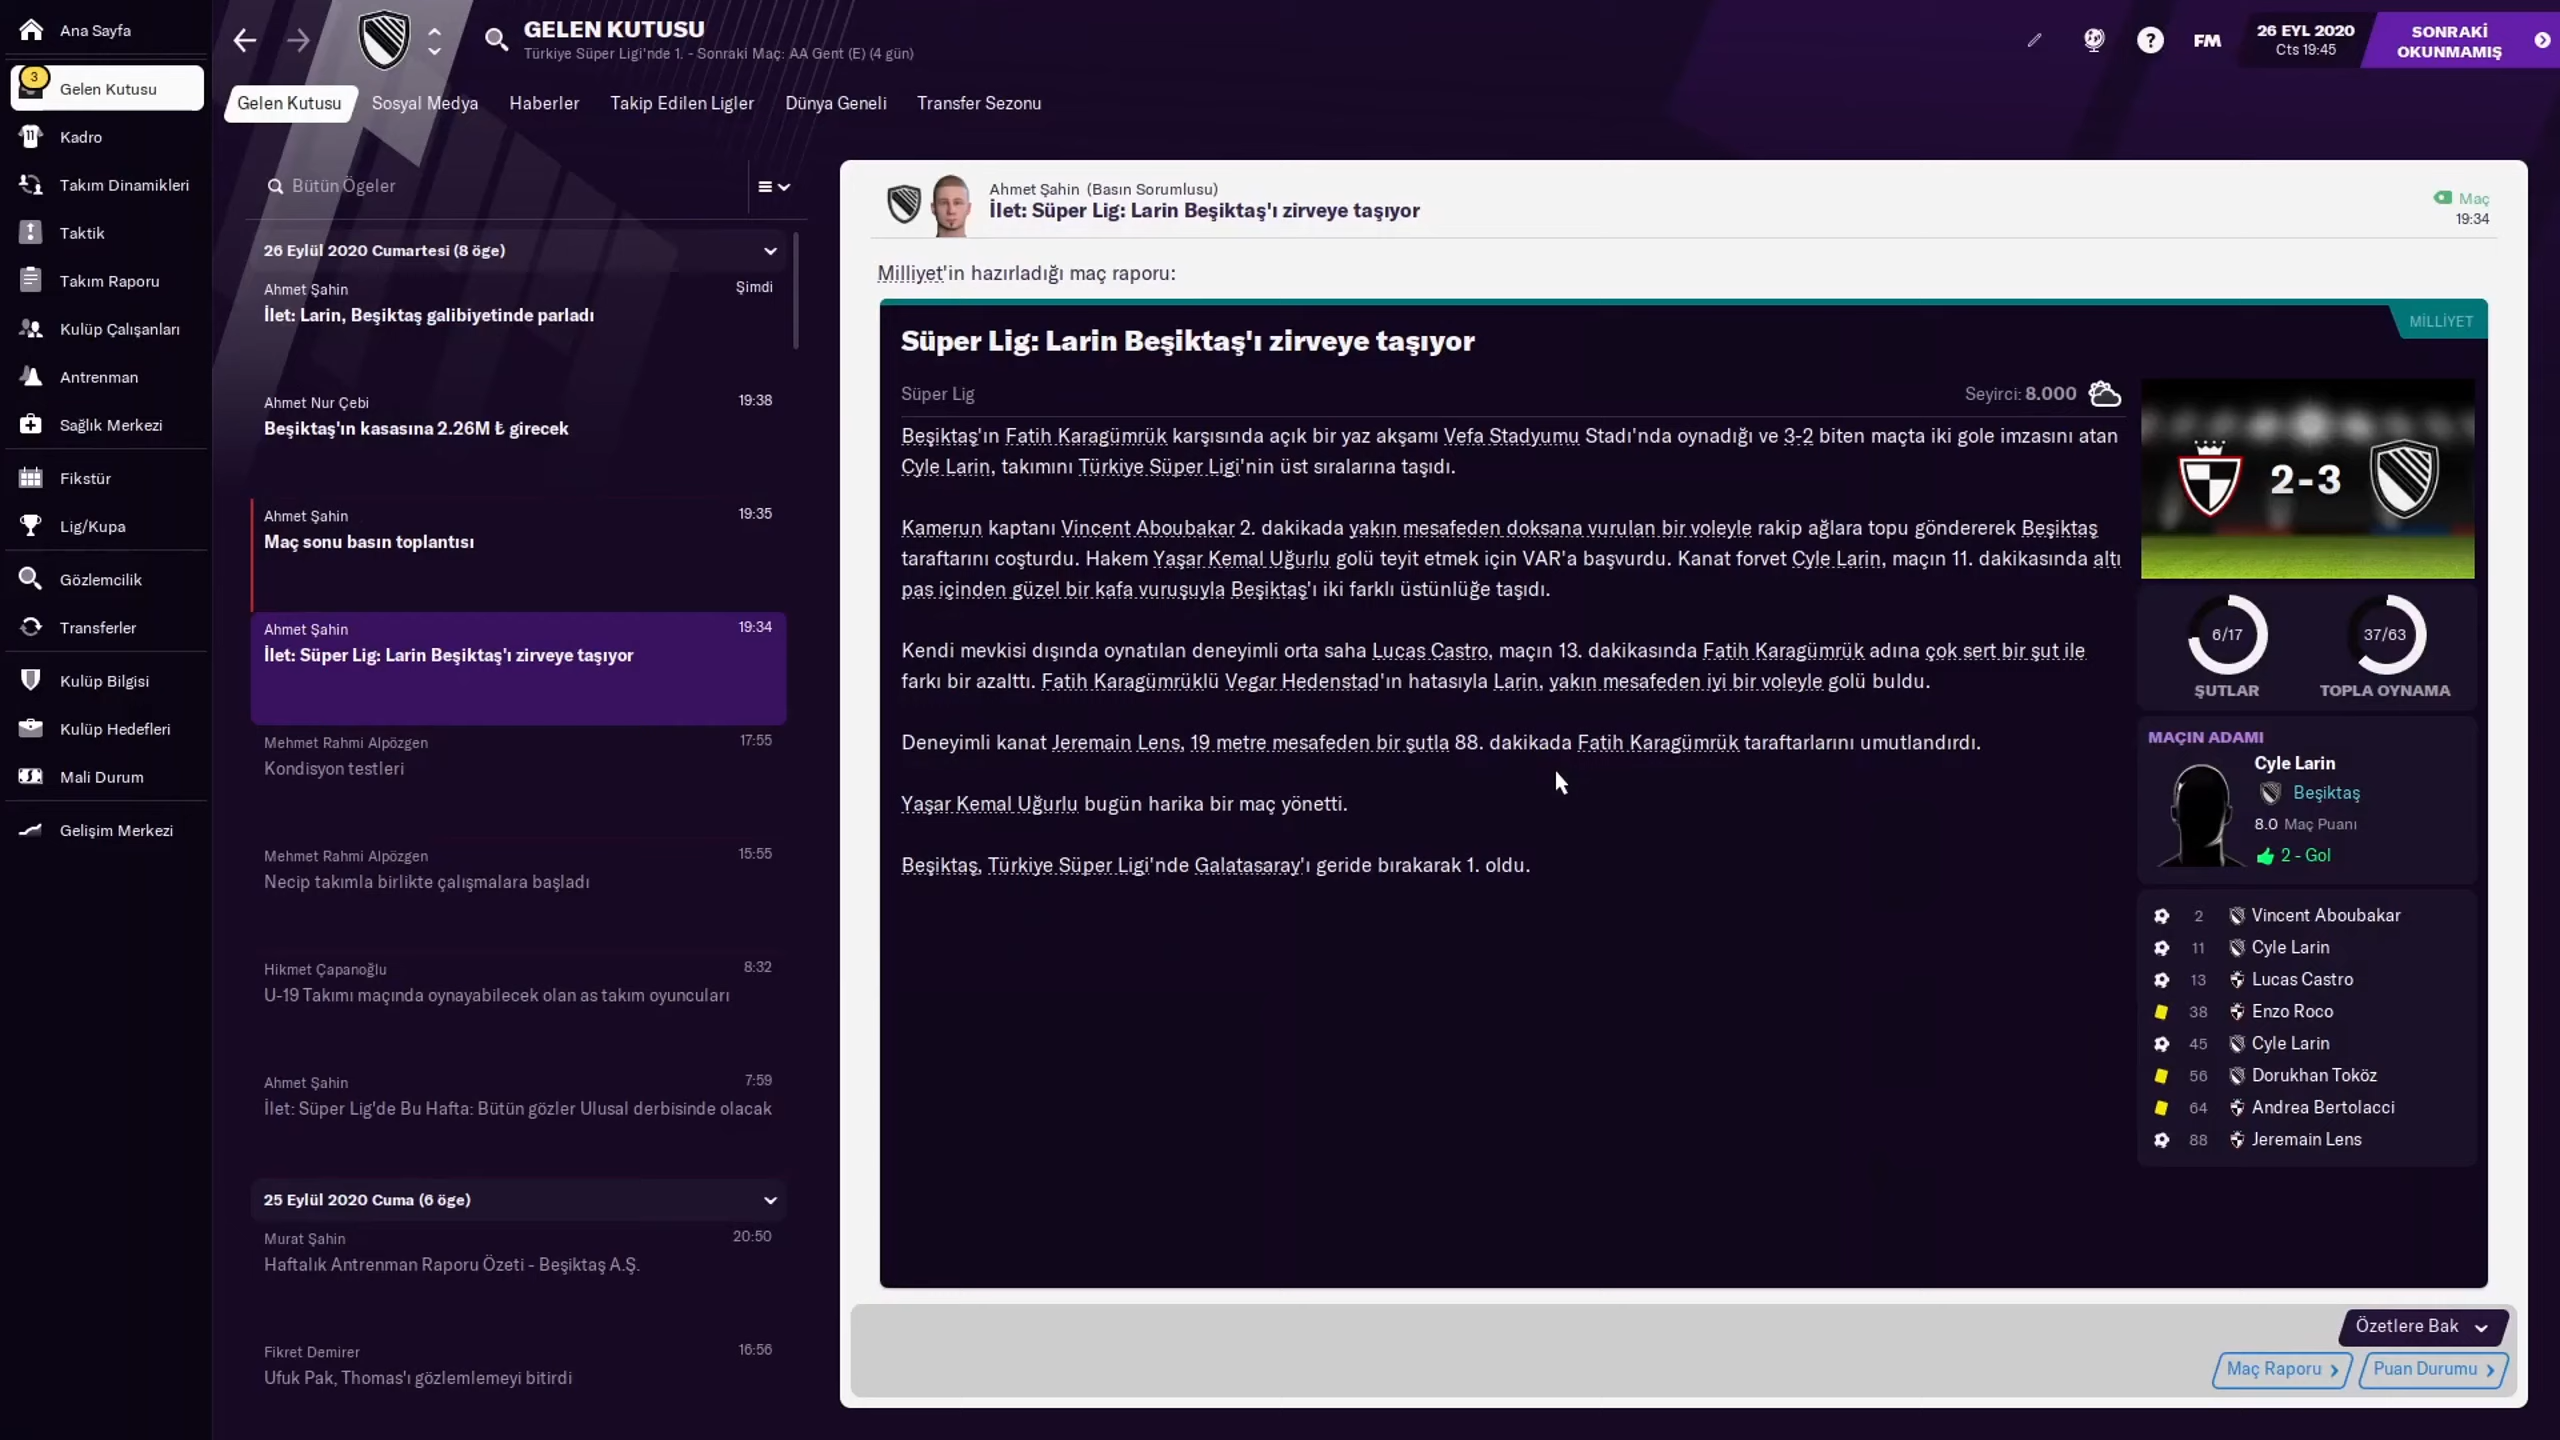 Ana Sayfa
3
Gelen Kutusu
Kadro
Takım Dinamikleri
Taktik
Takım Raporu
Kulüp Çalışanları
Antrenman
Sağlık Merkezi
Fikstür
Lig/Kupa
Gözlemcilik
Transferler
Kulüp Bilgisi
Kulüp Hedefleri
Mali Durum
Gelişim Merkezi
GELEN KUTUSU
Türkiye Süper Ligi'nde 1. - Sonraki Maç: AA Gent (E) (4 gün)
?
FM
26 EYL 2020
Cts 19:45
SONRAKİ
OKUNMAMIŞ
Gelen Kutusu
Sosyal Medya
Haberler
Takip Edilen Ligler
Dünya Geneli
Transfer Sezonu
Bütün Ögeler
26 Eylül 2020 Cumartesi (8 öge)
Ahmet Şahin
Şimdi
İlet: Larin, Beşiktaş galibiyetinde parladı
Ahmet Nur Çebi
19:38
Beşiktaş'ın kasasına 2.26M ₺ girecek
Ahmet Şahin
19:35
Maç sonu basın toplantısı
Ahmet Şahin
19:34
İlet: Süper Lig: Larin Beşiktaş'ı zirveye taşıyor
Mehmet Rahmi Alpözgen
17:55
Kondisyon testleri
Mehmet Rahmi Alpözgen
15:55
Necip takımla birlikte çalışmalara başladı
Hikmet Çapanoğlu
8:32
U-19 Takımı maçında oynayabilecek olan as takım oyuncuları
Ahmet Şahin
7:59
İlet: Süper Lig'de Bu Hafta: Bütün gözler Ulusal derbisinde olacak
25 Eylül 2020 Cuma (6 öge)
Murat Şahin
20:50
Haftalık Antrenman Raporu Özeti - Beşiktaş A.Ş.
Fikret Demirer
16:56
Ufuk Pak, Thomas'ı gözlemlemeyi bitirdi
Ahmet Şahin (Basın Sorumlusu)
İlet: Süper Lig: Larin Beşiktaş'ı zirveye taşıyor
Maç
19:34
Milliyet'in hazırladığı maç raporu:
MİLLİYET
Süper Lig: Larin Beşiktaş'ı zirveye taşıyor
Süper Lig
Seyirci: 8.000
Beşiktaş'ın Fatih Karagümrük karşısında açık bir yaz akşamı Vefa Stadyumu Stadı'nda oynadığı ve 3-2 biten maçta iki gole imzasını atan
Cyle Larin, takımını Türkiye Süper Ligi'nin üst sıralarına taşıdı.
Kamerun kaptanı Vincent Aboubakar 2. dakikada yakın mesafeden doksana vurulan bir voleyle rakip ağlara topu göndererek Beşiktaş
taraftarını coşturdu. Hakem Yaşar Kemal Uğurlu golü teyit etmek için VAR'a başvurdu. Kanat forvet Cyle Larin, maçın 11. dakikasında altı
pas içinden güzel bir kafa vuruşuyla Beşiktaş'ı iki farklı üstünlüğe taşıdı.
Kendi mevkisi dışında oynatılan deneyimli orta saha Lucas Castro, maçın 13. dakikasında Fatih Karagümrük adına çok sert bir şut ile
farkı bir azalttı. Fatih Karagümrüklü Vegar Hedenstad'ın hatasıyla Larin, yakın mesafeden iyi bir voleyle golü buldu.
Deneyimli kanat Jeremain Lens, 19 metre mesafeden bir şutla 88. dakikada Fatih Karagümrük taraftarlarını umutlandırdı.
Yaşar Kemal Uğurlu bugün harika bir maç yönetti.
Beşiktaş, Türkiye Süper Ligi'nde Galatasaray'ı geride bırakarak 1. oldu.
2-3
6/17
ŞUTLAR
37/63
TOPLA OYNAMA
MAÇIN ADAMI
Cyle Larin
Beşiktaş
8.0 Maç Puanı
2 - Gol
2 Vincent Aboubakar
11 Cyle Larin
13 Lucas Castro
38 Enzo Roco
45 Cyle Larin
56 Dorukhan Toköz
64 Andrea Bertolacci
88 Jeremain Lens
Özetlere Bak
Maç Raporu
Puan Durumu